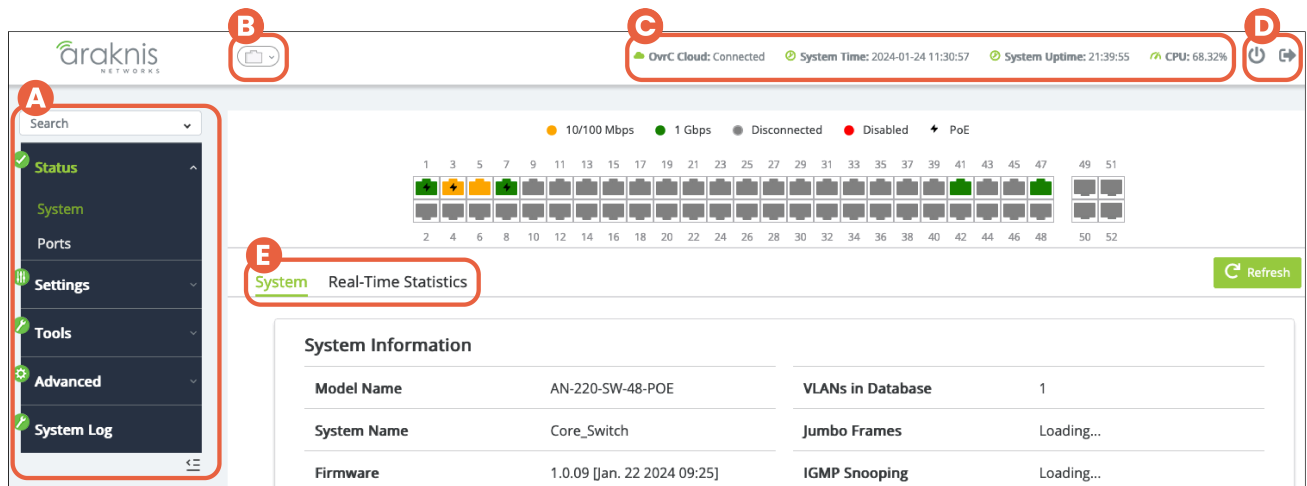 B
C
D
araknis
NETWORKS
OvrC Cloud: Connected System Time: 2024-01-24 11:30:57 System Uptime: 21:39:55 CPU: 68.32%
A
Search
10/100 Mbps 1 Gbps Disconnected Disabled PoE
Status
1 3 5 7 9 11 13 15 17 19 21 23 25 27 29 31 33 35 37 39 41 43 45 47 49 51
System
Ports
2 4 6 8 10 12 14 16 18 20 22 24 26 28 30 32 34 36 38 40 42 44 46 48 50 52
E
Settings
System Real-Time Statistics
Refresh
Tools
System Information
Advanced
Model Name AN-220-SW-48-POE VLANs in Database 1
System Log
System Name Core_Switch Jumbo Frames Loading...
Firmware 1.0.09 [Jan. 22 2024 09:25] IGMP Snooping Loading...